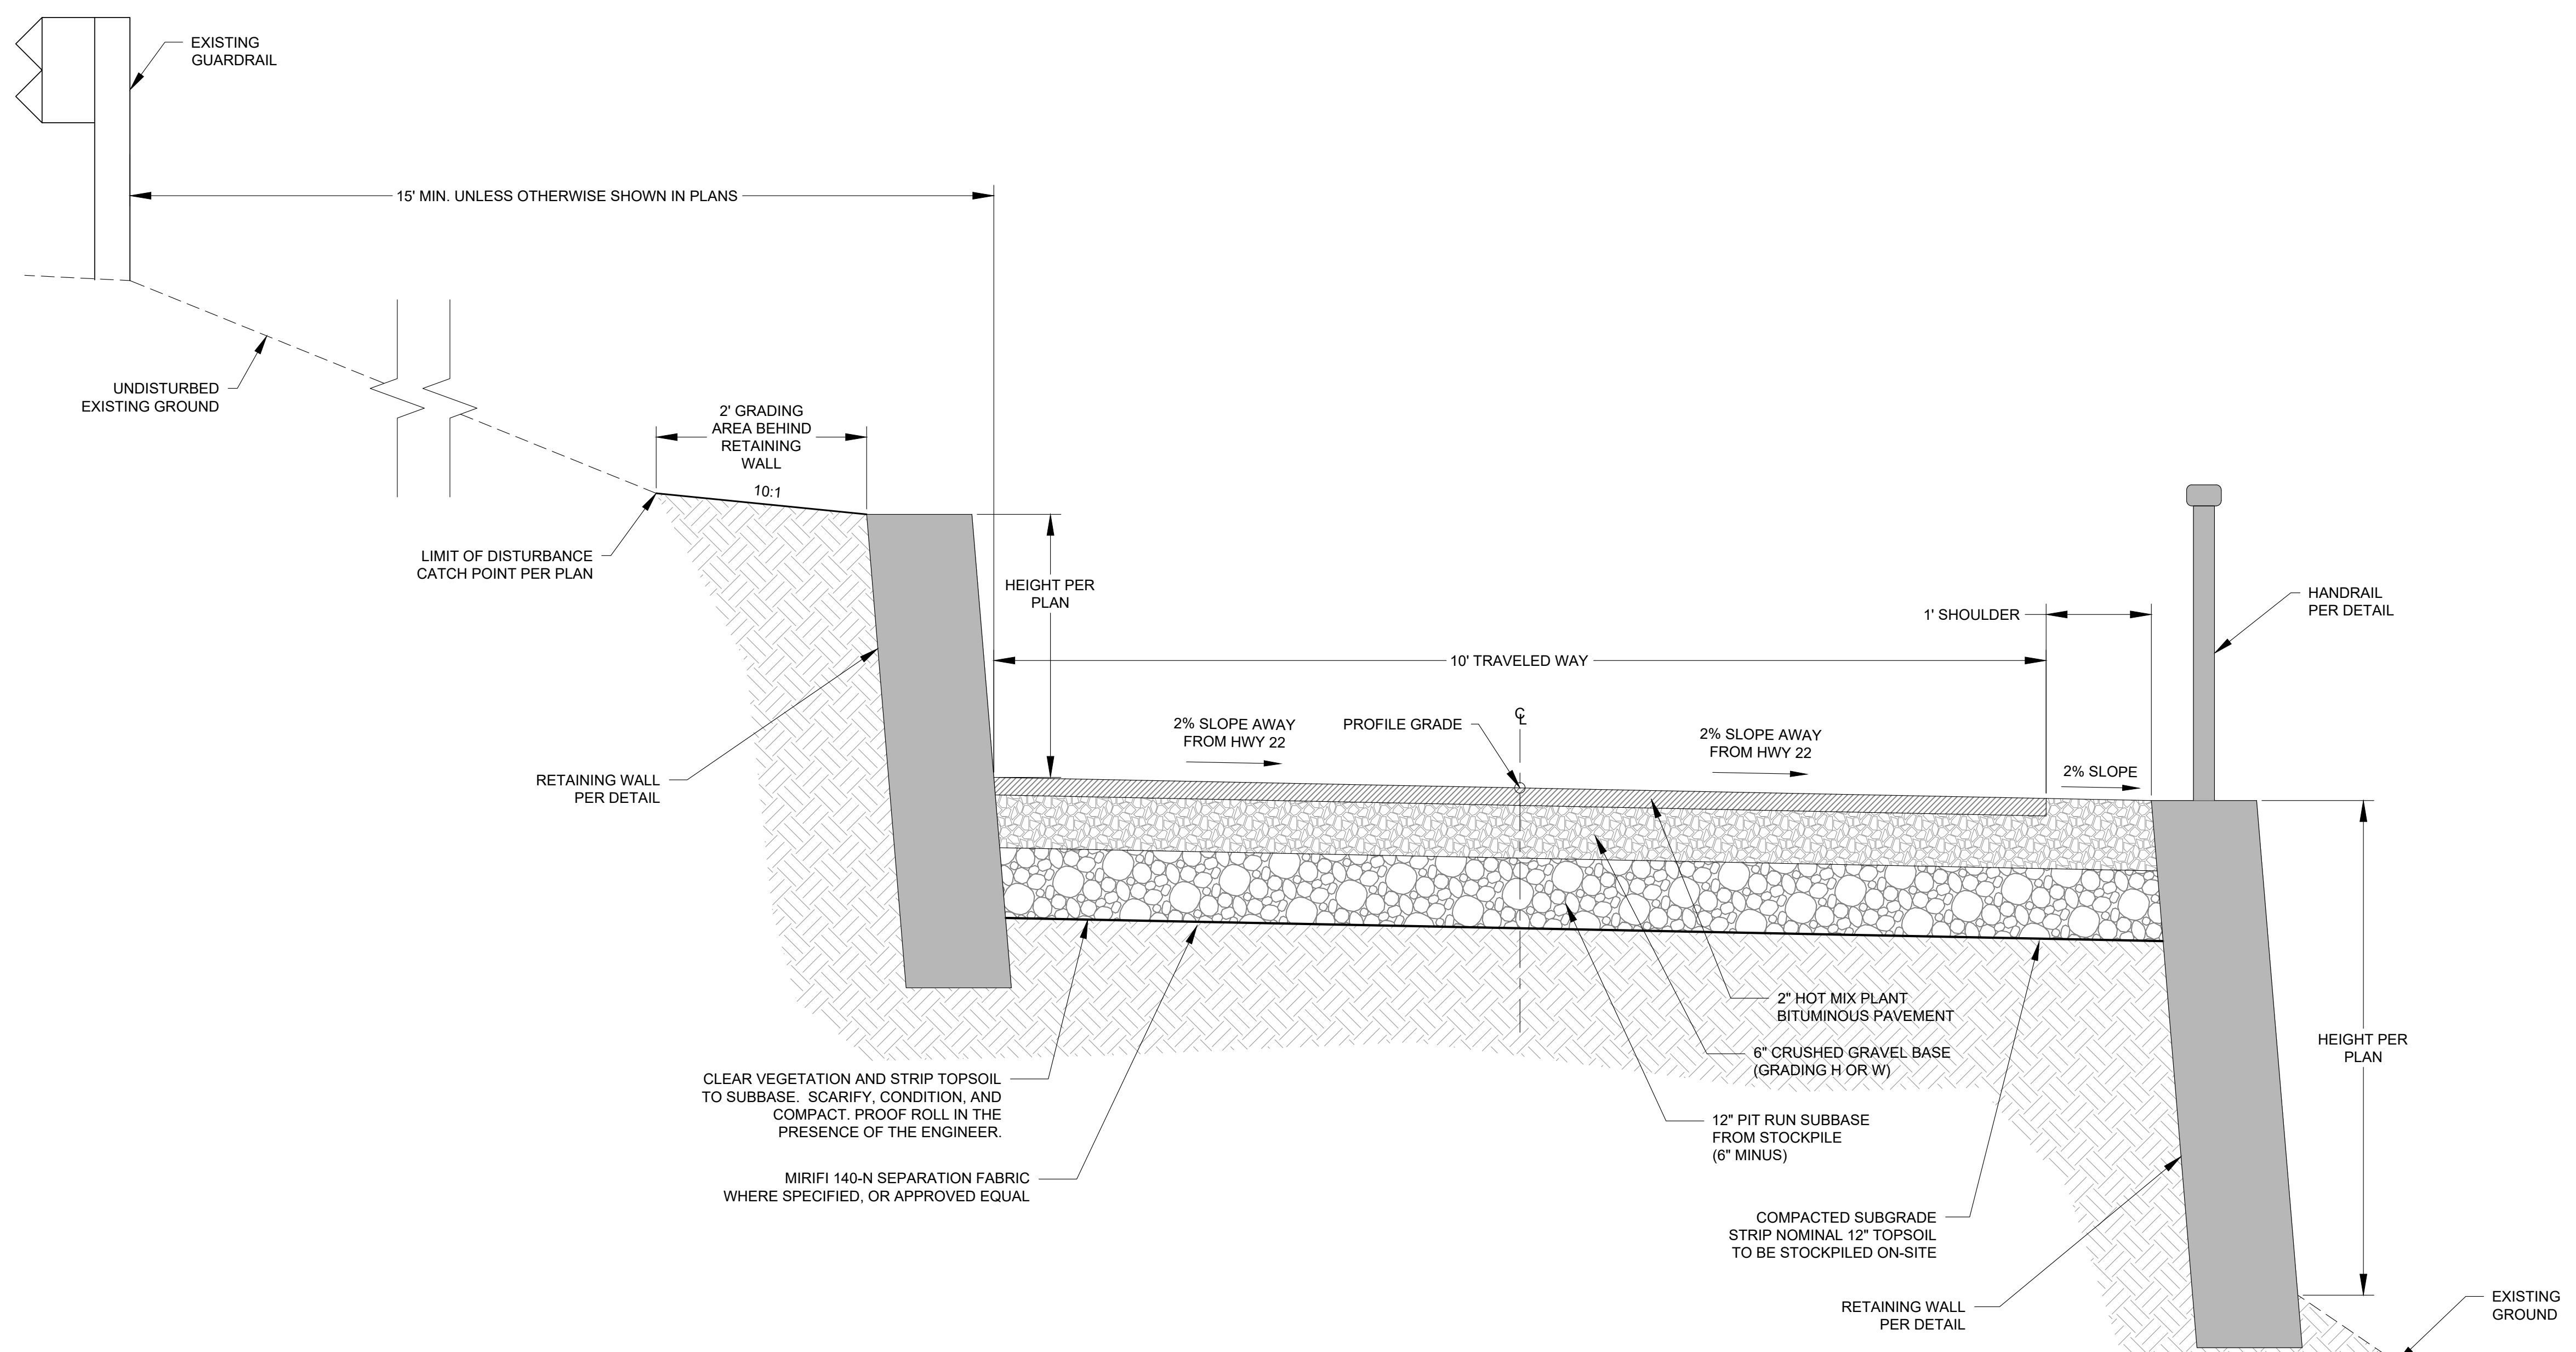 EXISTING
GUARDRAIL
15' MIN. UNLESS OTHERWISE SHOWN IN PLANS
UNDISTURBED
EXISTING GROUND
2' GRADING
AREA BEHIND
RETAINING
WALL
10:1
LIMIT OF DISTURBANCE
CATCH POINT PER PLAN
HEIGHT PER
PLAN
1' SHOULDER
HANDRAIL
PER DETAIL
10' TRAVELED WAY
2% SLOPE AWAY
FROM HWY 22
PROFILE GRADE
CL
2% SLOPE AWAY
FROM HWY 22
2% SLOPE
RETAINING WALL
PER DETAIL
2" HOT MIX PLANT
BITUMINOUS PAVEMENT
6" CRUSHED GRAVEL BASE
(GRADING H OR W)
HEIGHT PER
PLAN
CLEAR VEGETATION AND STRIP TOPSOIL
TO SUBBASE. SCARIFY, CONDITION, AND
COMPACT. PROOF ROLL IN THE
PRESENCE OF THE ENGINEER.
12" PIT RUN SUBBASE
FROM STOCKPILE
(6" MINUS)
MIRIFI 140-N SEPARATION FABRIC
WHERE SPECIFIED, OR APPROVED EQUAL
COMPACTED SUBGRADE
STRIP NOMINAL 12" TOPSOIL
TO BE STOCKPILED ON-SITE
RETAINING WALL
PER DETAIL
EXISTING
GROUND